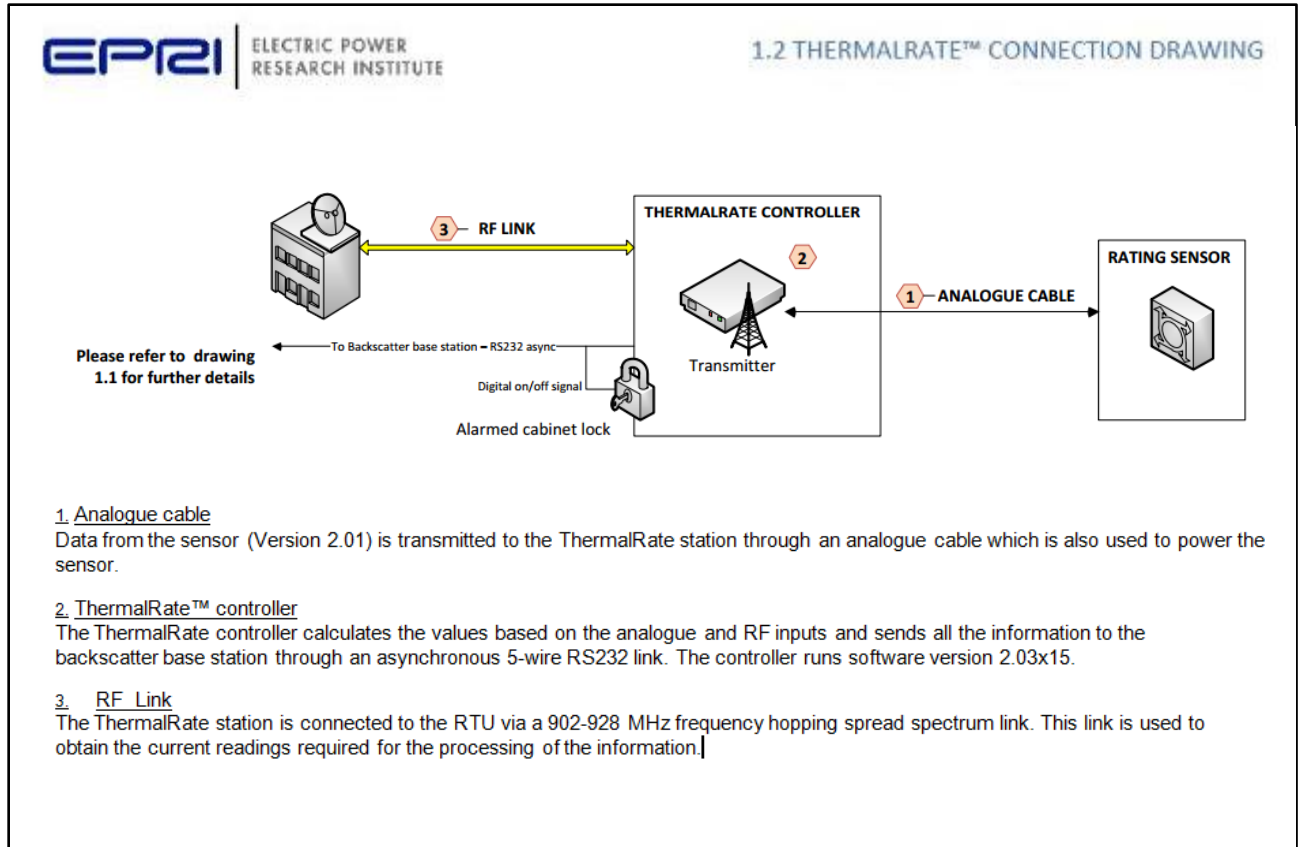 EPRI
ELECTRIC POWER
RESEARCH INSTITUTE
1.2 THERMALRATE™ CONNECTION DRAWING
THERMALRATE CONTROLLER
3
RF LINK
2
RATING SENSOR
1
ANALOGUE CABLE
Please refer to drawing
1.1 for further details
To Backscatter base station – RS232 async
Transmitter
Digital on/off signal
Alarmed cabinet lock
1. Analogue cable
Data from the sensor (Version 2.01) is transmitted to the ThermalRate station through an analogue cable which is also used to power the
sensor.
2. ThermalRate™ controller
The ThermalRate controller calculates the values based on the analogue and RF inputs and sends all the information to the
backscatter base station through an asynchronous 5-wire RS232 link. The controller runs software version 2.03x15.
3. RF Link
The ThermalRate station is connected to the RTU via a 902-928 MHz frequency hopping spread spectrum link. This link is used to
obtain the current readings required for the processing of the information.